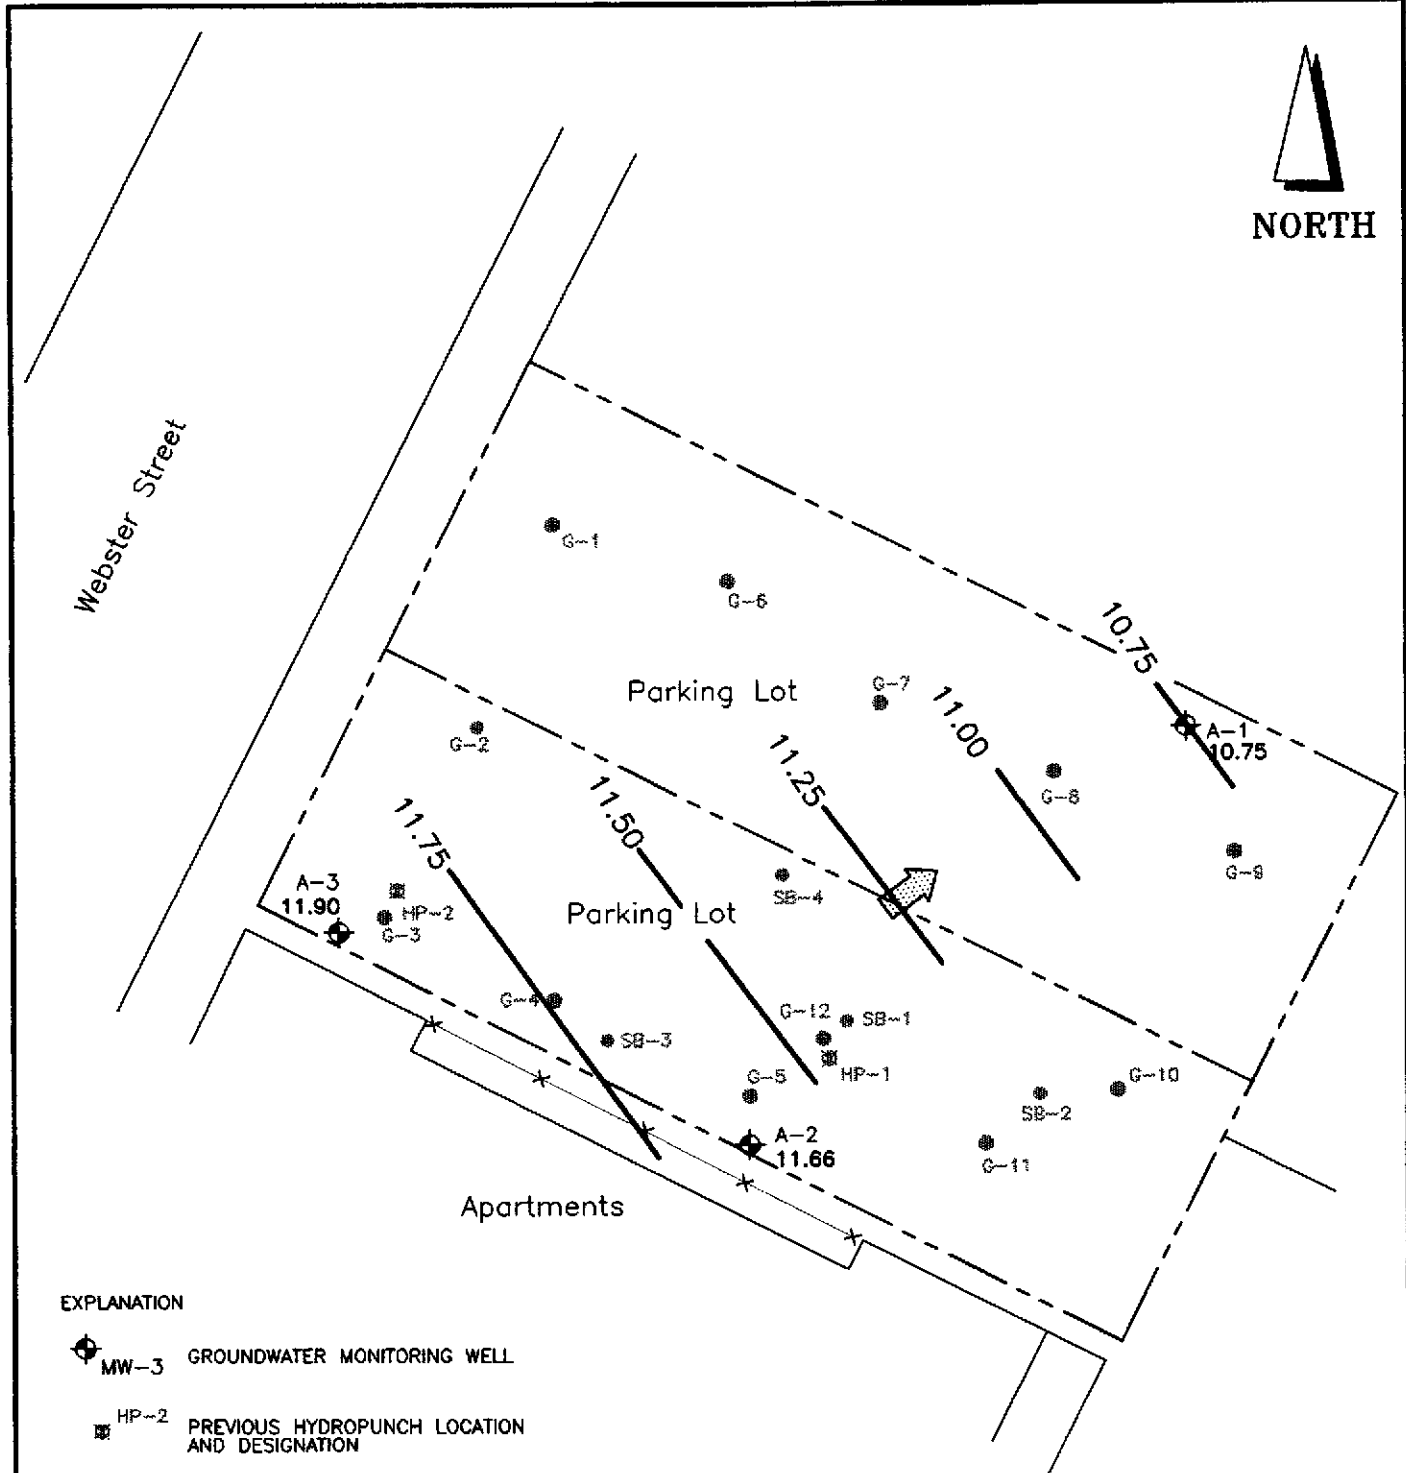 NORTH
Webster Street
G-1
G-6
10.75
Parking Lot
G-7
11.00
A-1
10.75
G-2
11.25
G-8
11.50
11.75
G-9
A-3
11.90
SB-4
HP-2
Parking Lot
G-3
G-4
G-12
SB-1
SB-3
HP-1
G-5
G-10
SB-2
A-2
11.66
G-11
Apartments
EXPLANATION
MW-3 GROUNDWATER MONITORING WELL
HP-2 PREVIOUS HYDROPUNCH LOCATION
AND DESIGNATION